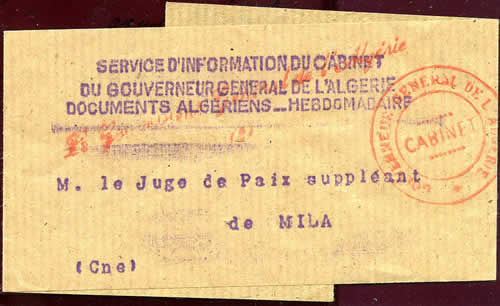 SERVICE D'INFORMATION DU CABINET
DU GOUVERNEUR GENERAL DE L'ALGERIE
DOCUMENTS ALGÉRIENS -- HEBDOMADAIRE
CABINET
M. le Juge de Paix suppléant
de MILA
(Cne)